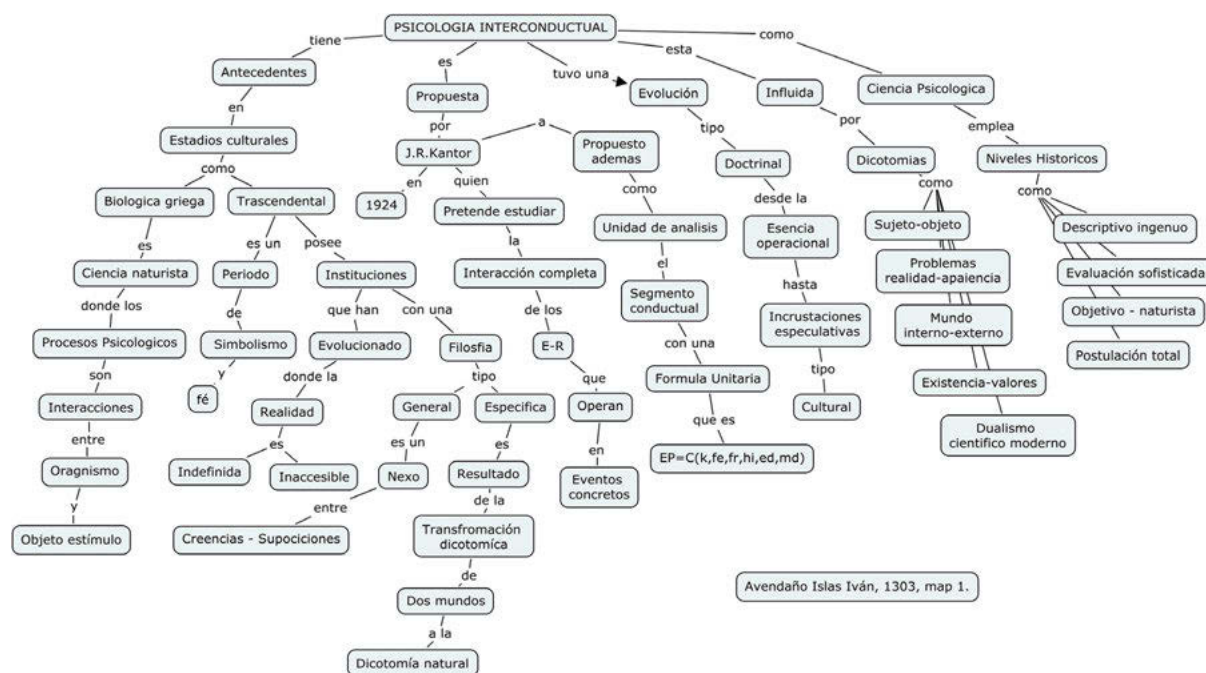 PSICOLOGIA INTERCONDUCTUAL
tiene
es
tuvo una
esta
como
Antecedentes
Propuesta
Evolución
Influida
Ciencia Psicologica
en
por
a
tipo
por
emplea
Estadios culturales
J.R.Kantor
Propuesto
ademas
Doctrinal
Dicotomias
Niveles Historicos
como
en
quien
como
desde la
como
como
Biologica griega
Trascendental
1924
Pretende estudiar
Unidad de analisis
Esencia
operacional
Sujeto-objeto
Descriptivo ingenuo
es
es un
posee
la
el
hasta
Ciencia naturista
Periodo
Instituciones
Interacción completa
Segmento
conductual
Incrustaciones
especulativas
Problemas
realidad-apaiencia
Evaluación sofisticada
donde los
de
que han
con una
de los
con una
tipo
Mundo
interno-externo
Objetivo - naturista
Procesos Psicologicos
Simbolismo
Evolucionado
Filosfia
E-R
Formula Unitaria
Cultural
Existencia-valores
Postulación total
son
y
donde la
tipo
que
que es
Interacciones
fé
Realidad
General
Especifica
Operan
EP=C(k,fe,fr,hi,ed,md)
Dualismo
cientifico moderno
entre
es
es un
es
en
Oragnismo
Indefinida
Inaccesible
Nexo
Resultado
Eventos
concretos
y
entre
de la
Objeto estímulo
Creencias - Supociciones
Transfromación
dicotomíca
de
Dos mundos
Avendaño Islas Iván, 1303, map 1.
a la
Dicotomía natural